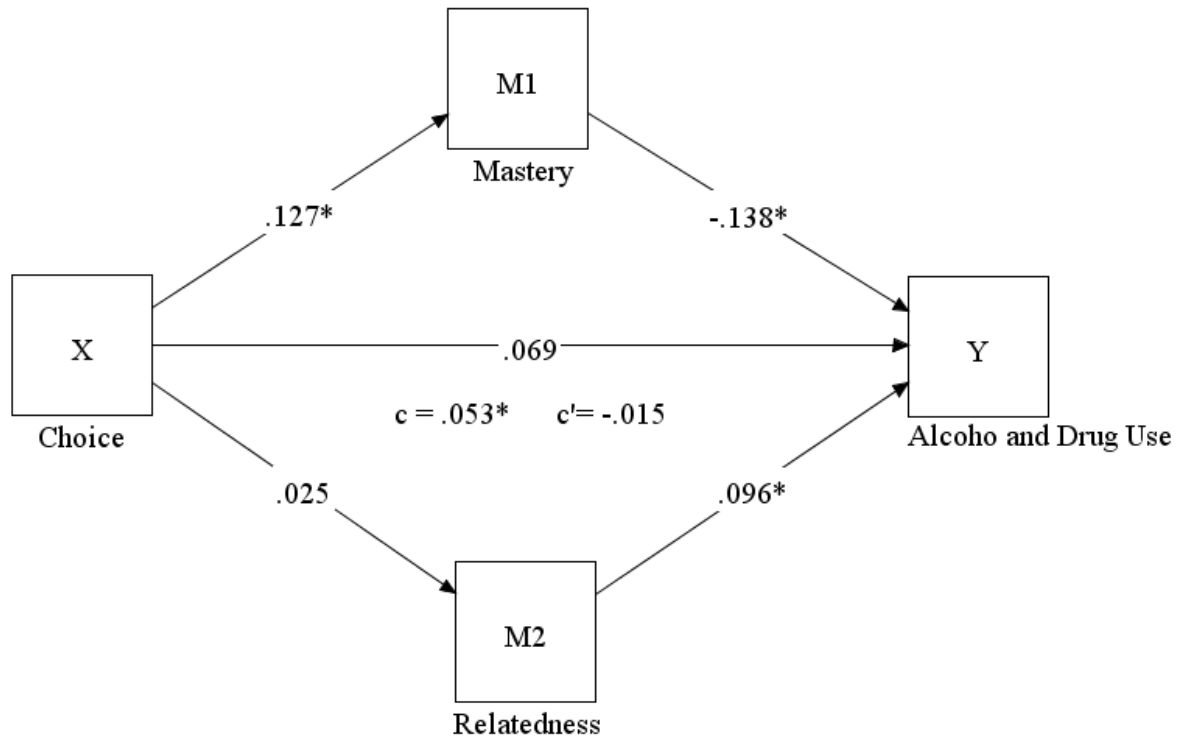 M1
Mastery
.127*
-.138*
X
Choice
.069
c = .053* c'= -.015
Y
Alcoho and Drug Use
.025
.096*
M2
Relatedness